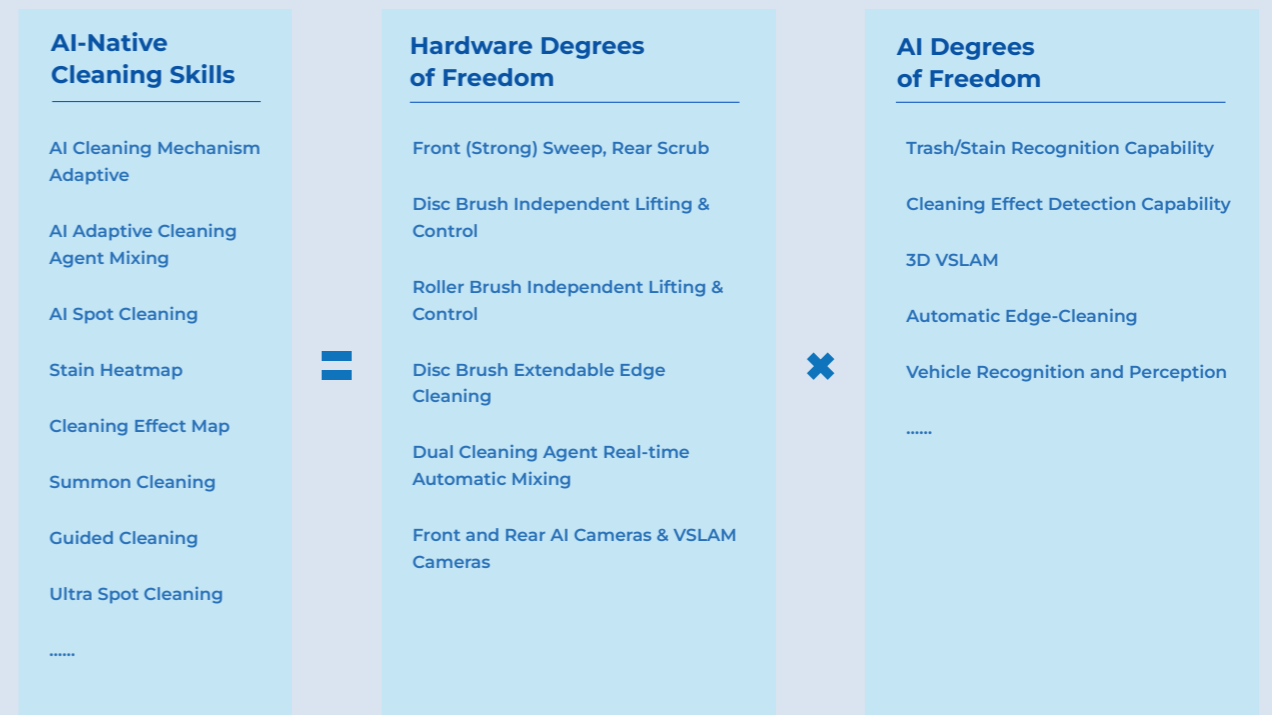 AI-Native
Cleaning Skills
AI Cleaning Mechanism
Adaptive
AI Adaptive Cleaning
Agent Mixing
AI Spot Cleaning
Stain Heatmap
Cleaning Effect Map
Summon Cleaning
Guided Cleaning
Ultra Spot Cleaning
......
=
Hardware Degrees
of Freedom
Front (Strong) Sweep, Rear Scrub
Disc Brush Independent Lifting &
Control
Roller Brush Independent Lifting &
Control
Disc Brush Extendable Edge
Cleaning
Dual Cleaning Agent Real-time
Automatic Mixing
Front and Rear AI Cameras & VSLAM
Cameras
×
AI Degrees
of Freedom
Trash/Stain Recognition Capability
Cleaning Effect Detection Capability
3D VSLAM
Automatic Edge-Cleaning
Vehicle Recognition and Perception
......